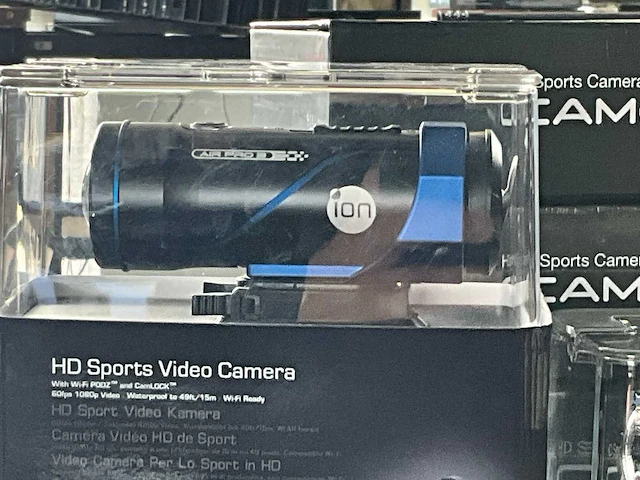 Sports Camera
CAM
AIR PRO 3
ion
Sports Camera
CAM
HD Sports Video Camera
With Wi-Fi PODZ™ and CamLOCK™
60fps 1080p Video · Waterproof to 49ft/15m · Wi-Fi Ready
HD Sport Video Kamera
Caméra Vidéo HD de Sport
Video Camera Per Lo Sport in HD